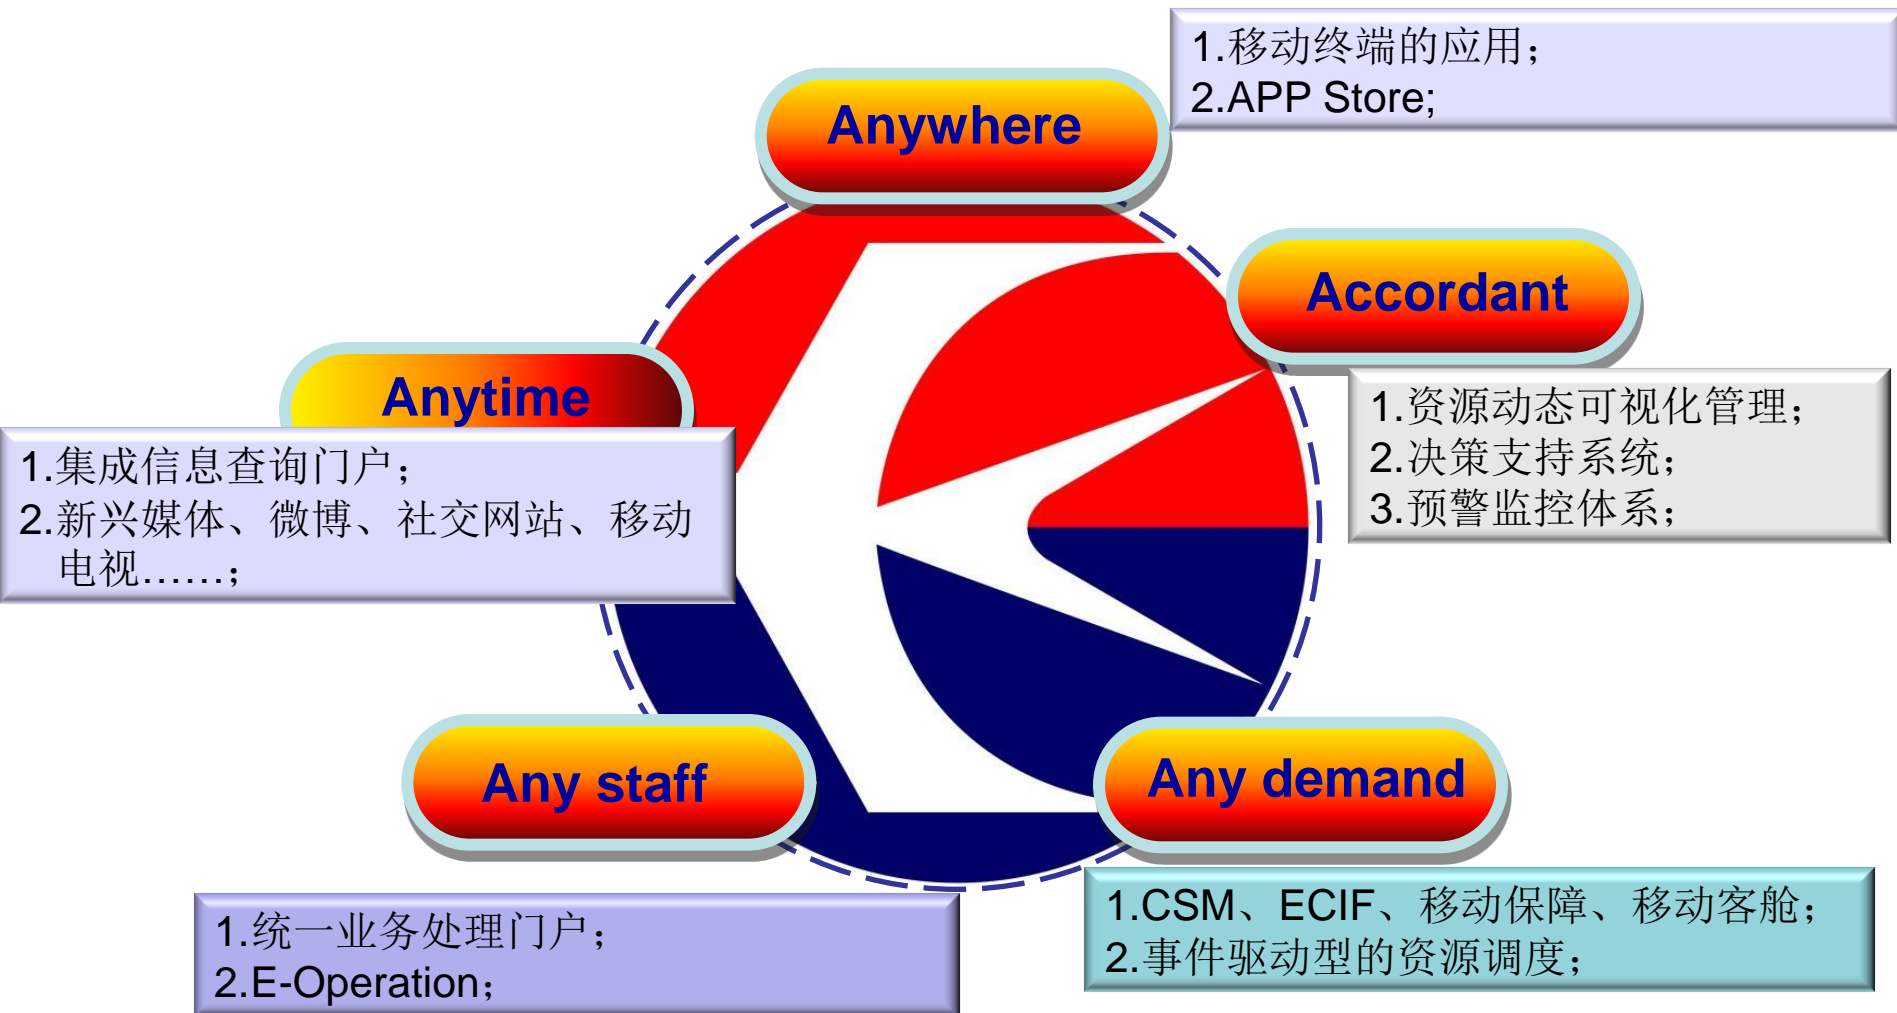 1.移动终端的应用；
2.APP Store;
Anywhere
Accordant
1.资源动态可视化管理；
2.决策支持系统；
3.预警监控体系；
Anytime
1.集成信息查询门户；
2.新兴媒体、微博、社交网站、移动
电视……；
Any staff
1.统一业务处理门户；
2.E-Operation；
Any demand
1.CSM、ECIF、移动保障、移动客舱；
2.事件驱动型的资源调度；